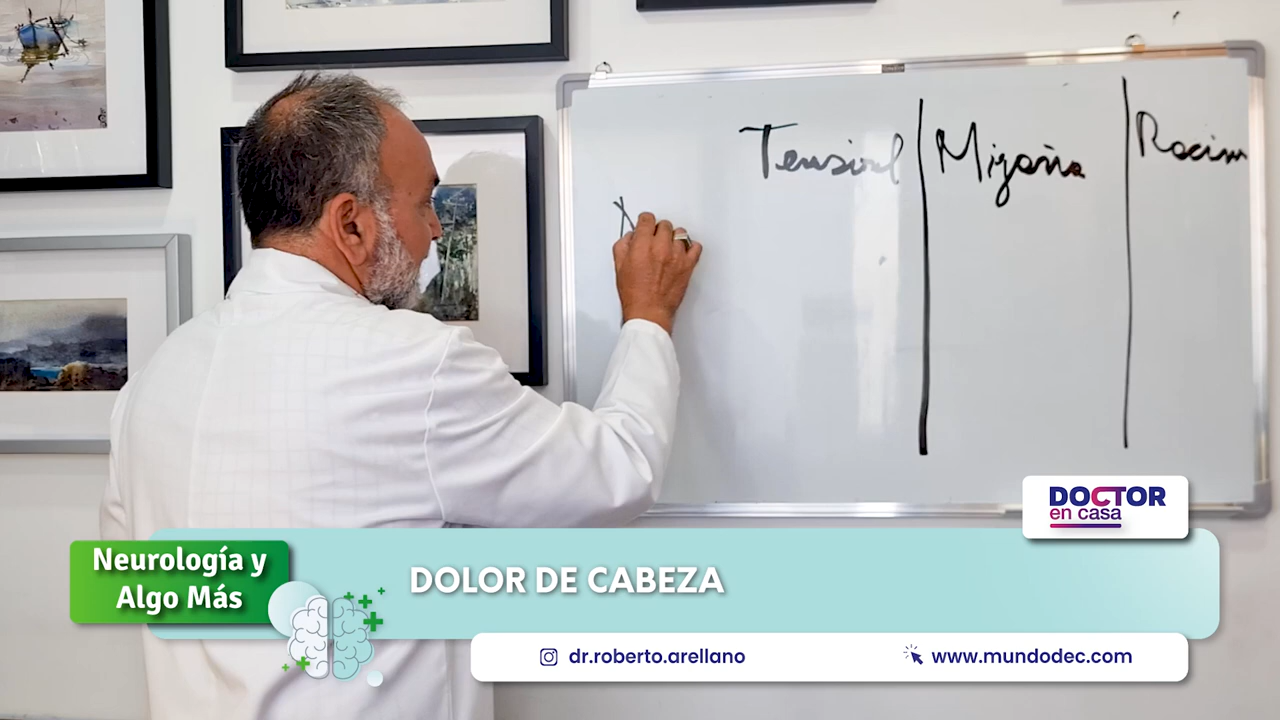 Tensional
Migraña
Racim
DOCTOR
en casa
Neurología y
Algo Más
DOLOR DE CABEZA
dr.roberto.arellano
www.mundodec.com